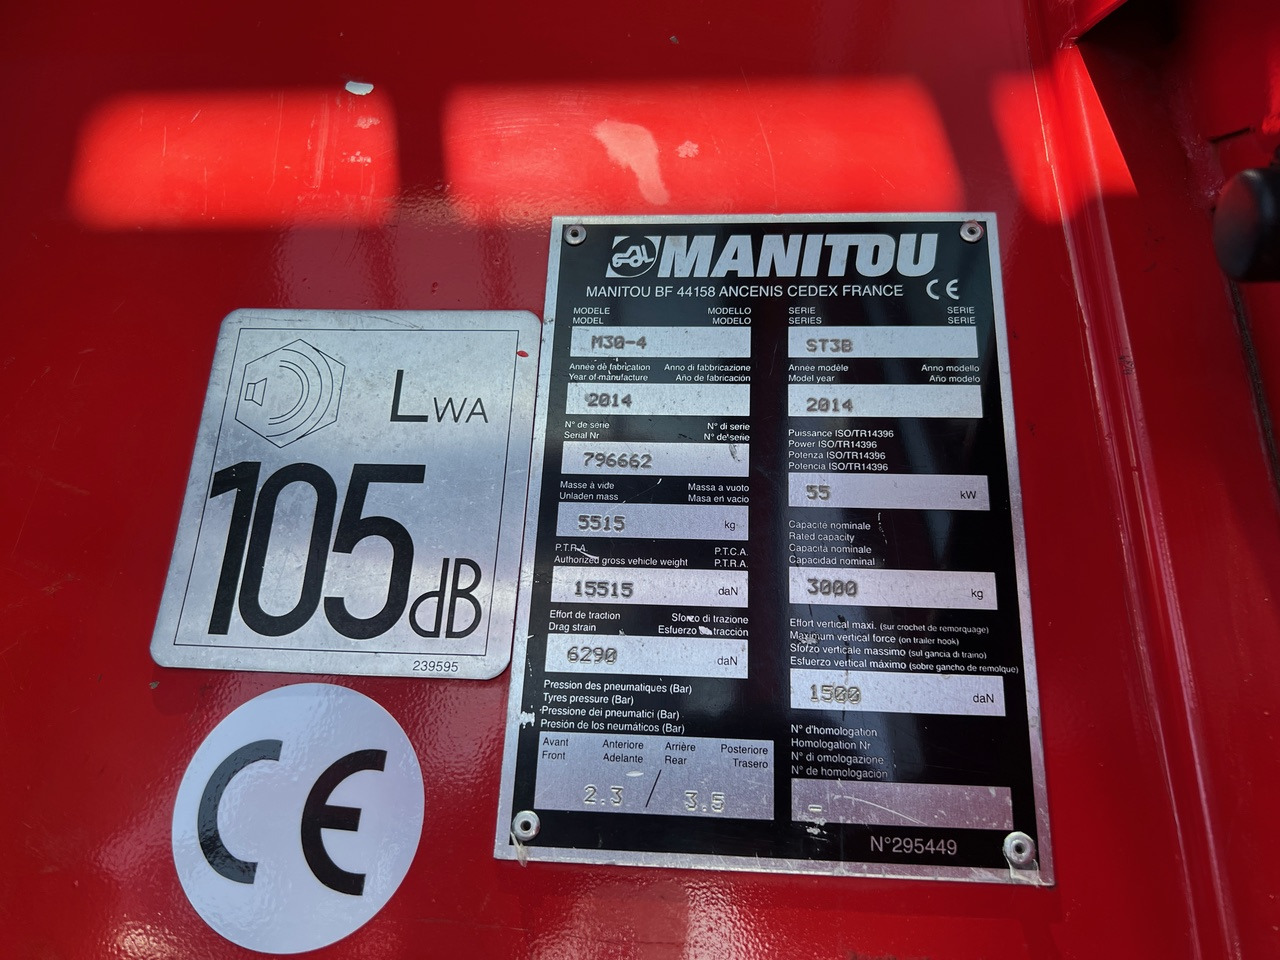 LWA
105 dB
239595
CE
MANITOU
MANITOU BF 44158 ANCENIS CEDEX FRANCE CE
MODELE MODELLO
MODEL MODELO
M30-4
SERIE SERIE
SERIES SERIE
ST3B
Année de fabrication Anno di fabbricazione
Year of manufacture Año de fabricación
2014
Année modèle Anno modello
Model year Año modelo
2014
N° de série N° di serie
Serial Nr N° de serie
796662
Puissance ISO/TR14396
Power ISO/TR14396
Potenza ISO/TR14396
Potencia ISO/TR14396
55 kW
Masse à vide Massa a vuoto
Unladen mass Masa en vacio
5515 kg
Capacité nominale
Rated capacity
Capacità nominale
Capacidad nominal
3000 kg
P.T.R.A. P.T.C.A.
Authorized gross vehicle weight P.T.R.A.
15515 daN
Effort de traction Sforzo di trazione
Drag strain Esfuerzo de tracción
6290 daN
Effort vertical maxi. (sur crochet de remorquage)
Maximum vertical force (on trailer hook)
Sforzo verticale massimo (sul gancia di traino)
Esfuerzo vertical máximo (sobre gancho de remolque)
1500 daN
Pression des pneumatiques (Bar)
Tyres pressure (Bar)
Pressione dei pneumatici (Bar)
Presión de los neumáticos (Bar)
Avant Anteriore Arrière Posteriore
Front Adelante Rear Trasero
2.3 / 3.5
N° d'homologation
Homologation Nr
N° di omologazione
N° de homologación
–
N°295449